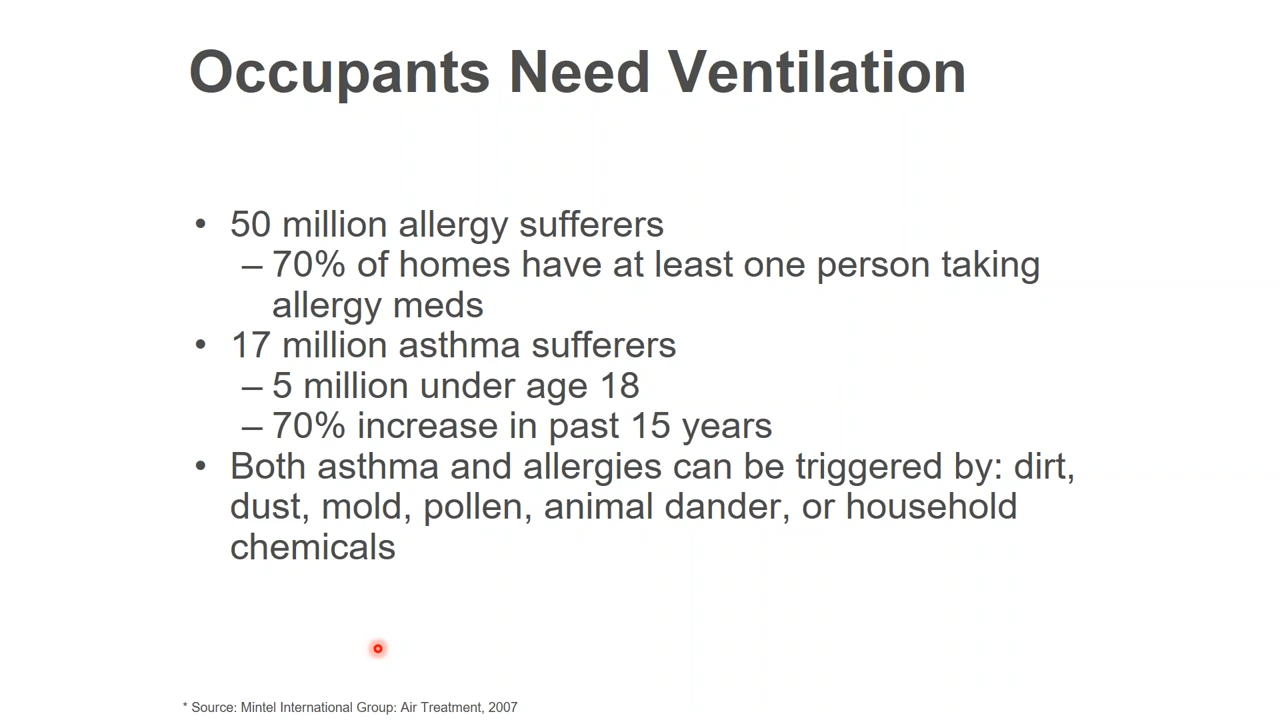 Occupants Need Ventilation
• 50 million allergy sufferers
– 70% of homes have at least one person taking
allergy meds
• 17 million asthma sufferers
– 5 million under age 18
– 70% increase in past 15 years
• Both asthma and allergies can be triggered by: dirt,
dust, mold, pollen, animal dander, or household
chemicals
* Source: Mintel International Group: Air Treatment, 2007